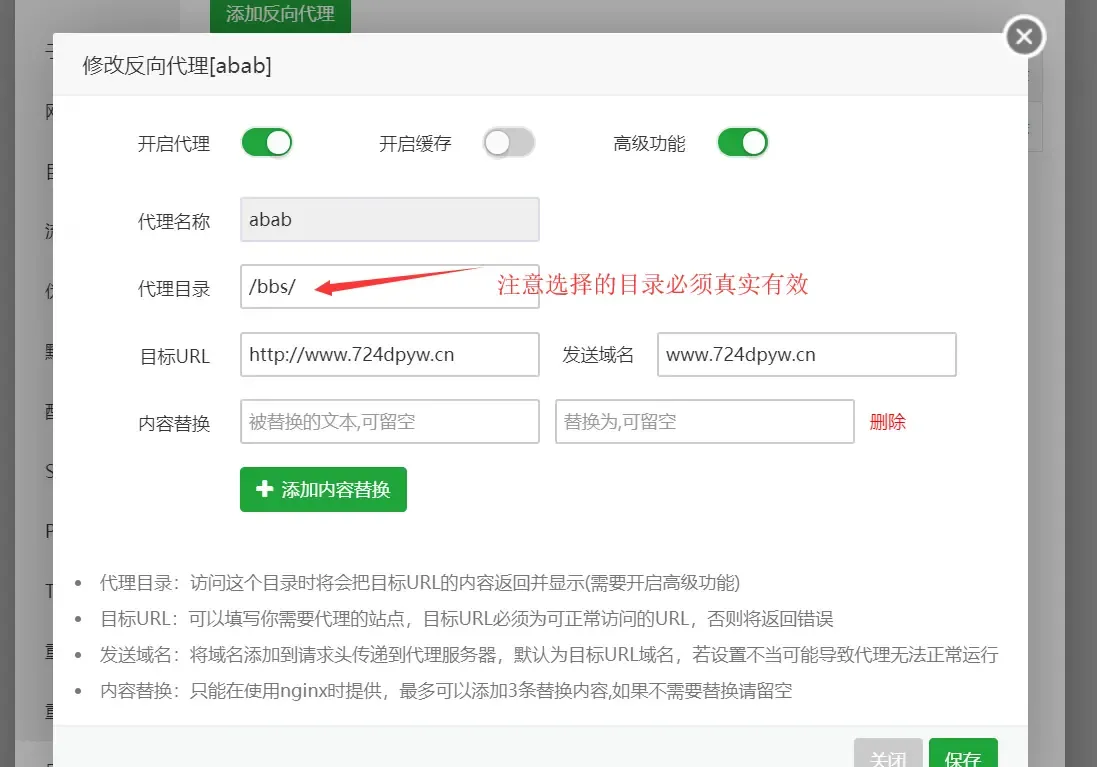 添加反向代理
修改反向代理[abab]
开启代理 开启缓存 高级功能
代理名称 abab
代理目录 /bbs/ 注意选择的目录必须真实有效
目标URL http://www.724dpyw.cn 发送域名 www.724dpyw.cn
内容替换 被替换的文本,可留空 替换为,可留空 删除
添加内容替换
代理目录：访问这个目录时将会把目标URL的内容返回并显示(需要开启高级功能)
目标URL：可以填写你需要代理的站点，目标URL必须为可正常访问的URL，否则将返回错误
发送域名：将域名添加到请求头传递到代理服务器，默认为目标URL域名，若设置不当可能导致代理无法正常运行
内容替换：只能在使用nginx时提供，最多可以添加3条替换内容,如果不需要替换请留空
关闭 保存